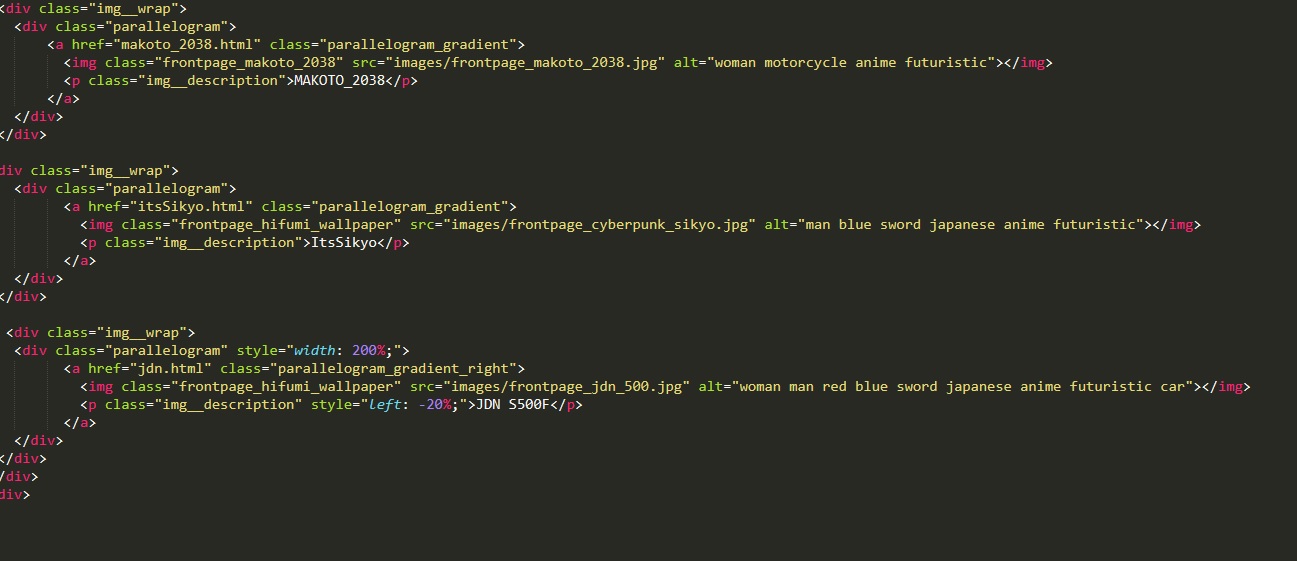 <div class="img__wrap">
<div class="parallelogram">
<a href="makoto_2038.html" class="parallelogram_gradient">
<img class="frontpage_makoto_2038" src="images/frontpage_makoto_2038.jpg" alt="woman motorcycle anime futuristic"></img>
<p class="img__description">MAKOTO_2038</p>
</a>
</div>
</div>
div class="img__wrap">
<div class="parallelogram">
<a href="itsSikyo.html" class="parallelogram_gradient">
<img class="frontpage_hifumi_wallpaper" src="images/frontpage_cyberpunk_sikyo.jpg" alt="man blue sword japanese anime futuristic"></img>
<p class="img__description">ItsSikyo</p>
</a>
</div>
</div>
<div class="img__wrap">
<div class="parallelogram" style="width: 200%;">
<a href="jdn.html" class="parallelogram_gradient_right">
<img class="frontpage_hifumi_wallpaper" src="images/frontpage_jdn_500.jpg" alt="woman man red blue sword japanese anime futuristic car"></img>
<p class="img__description" style="left: -20%;">JDN S500F</p>
</a>
</div>
</div>
/div>
div>